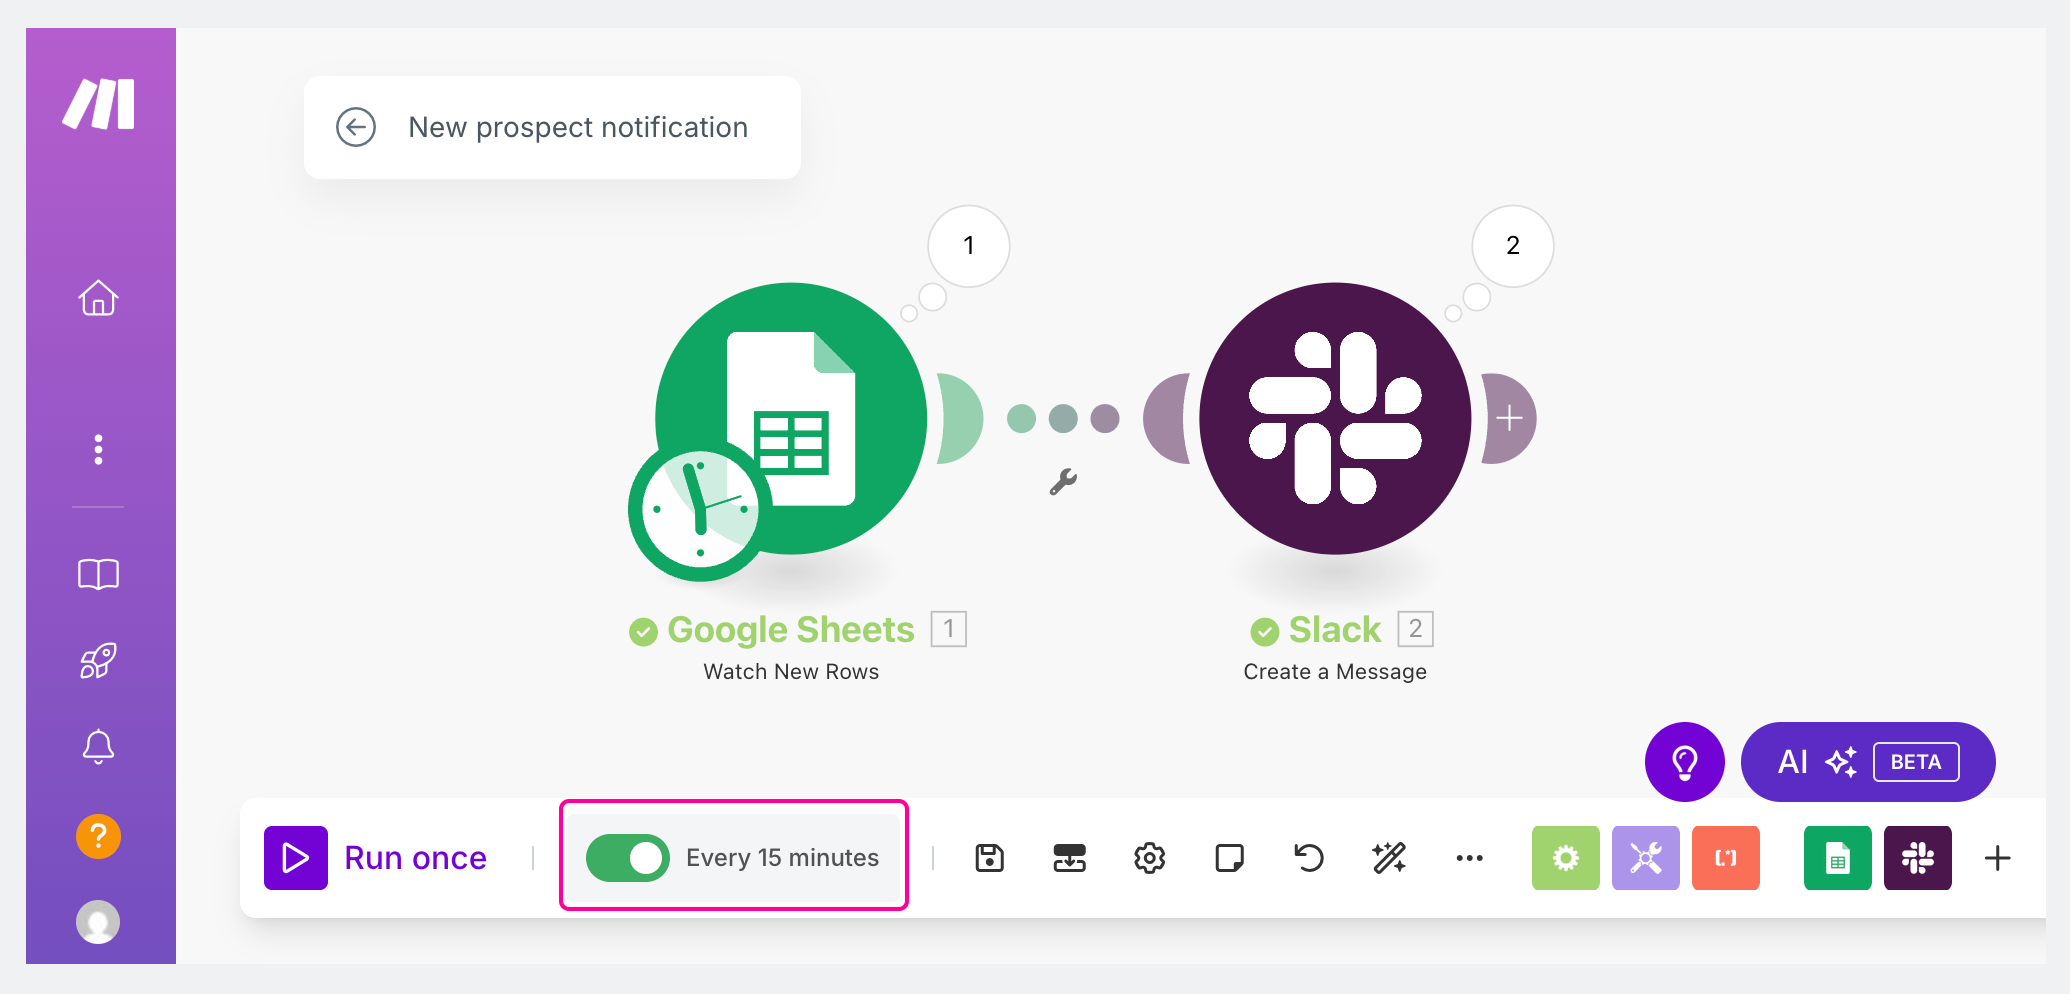 New prospect notification
1
2
Google Sheets 1
Watch New Rows
Slack 2
Create a Message
AI BETA
?
Run once
Every 15 minutes
[.*]